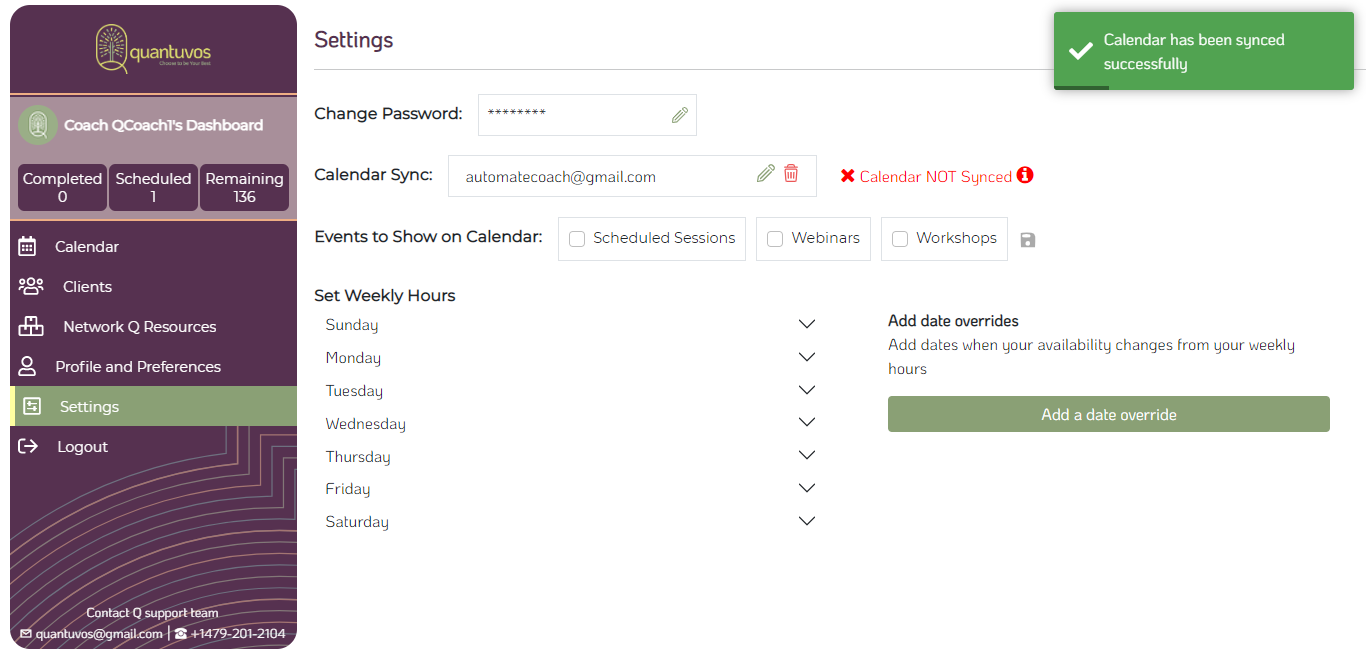 quantuvos
Choose to be Your Best
Coach QCoach1's Dashboard
Completed
0
Scheduled
1
Remaining
136
Calendar
Clients
Network Q Resources
Profile and Preferences
Settings
Logout
Contact Q support team
quantuvos@gmail.com | +1479-201-2104
Settings
Calendar has been synced
successfully
Change Password: ********
Calendar Sync: automatecoach@gmail.com Calendar NOT Synced
Events to Show on Calendar: Scheduled Sessions Webinars Workshops
Set Weekly Hours
Sunday
Monday
Tuesday
Wednesday
Thursday
Friday
Saturday
Add date overrides
Add dates when your availability changes from your weekly
hours
Add a date override